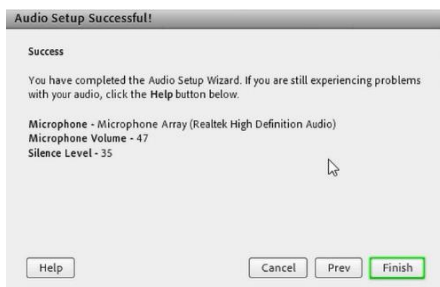 Audio Setup Successful!
Success
You have completed the Audio Setup Wizard. If you are still experiencing problems
with your audio, click the Help button below.
Microphone - Microphone Array (Realtek High Definition Audio)
Microphone Volume - 47
Silence Level - 35
Help
Cancel
Prev
Finish